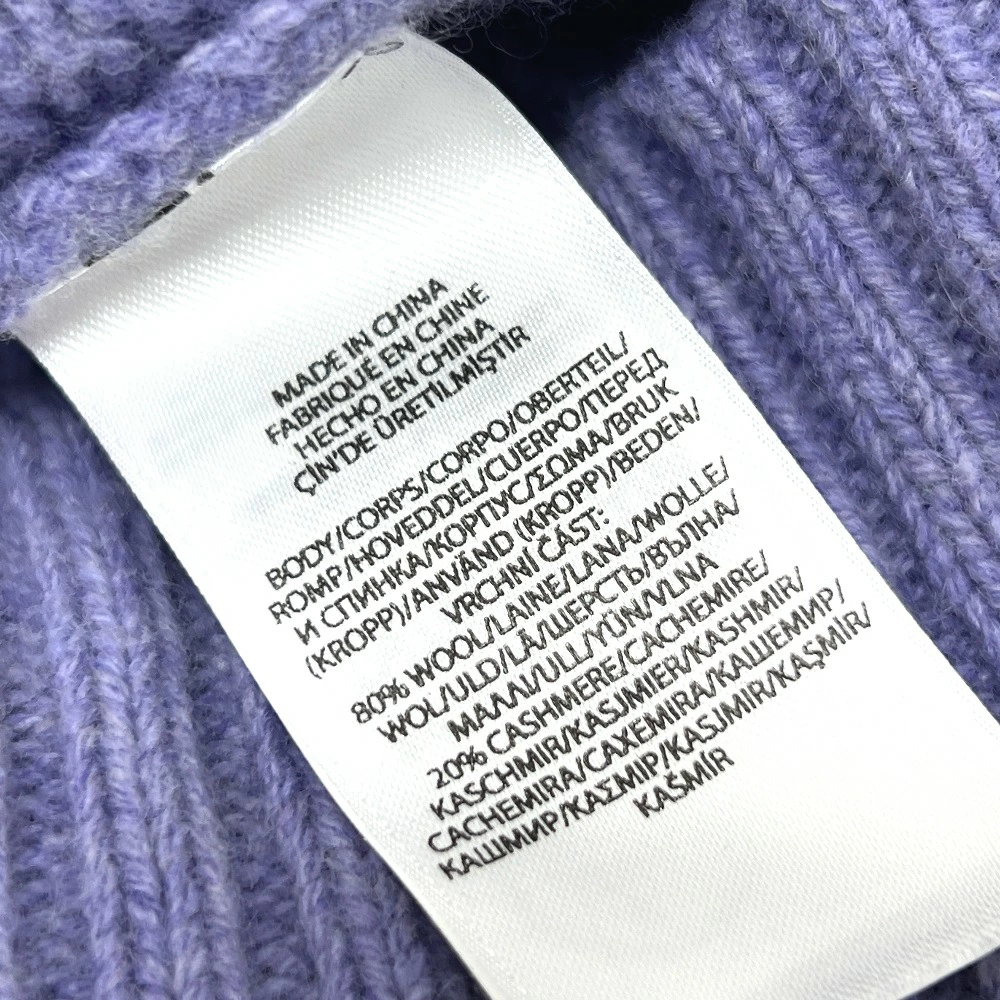 MADE IN CHINA
FABRIQUÉ EN CHINE
HECHO EN CHINA
ÇİN'DE ÜRETİLMİŞTİR
BODY/CORPS/CORPO/OBERTEIL/
ROMP/HOVEDDEL/CUERPO/ПЕРЕД
И СПИНКА/КОРПУС/ΣΩΜΑ/BRUK
(KROPP)/ANVÄND (KROPP)/BEDEN/
VRCHNÍ ČÁST:
80% WOOL/LAINE/LANA/WOLLE/
WOL/ULD/LÃ/ШЕРСТЬ/ВЪЛНА/
ΜΑΛΛΙ/ULL/YÜN/VLNA
20% CASHMERE/CACHEMIRE/
KASCHMIR/KASJMIER/KASHMIR/
CACHEMIRA/CAXEMIRA/КАШЕМИР/
КАШМИР/ΚΑΣΜΙΡ/KASJMIR/KAŞMİR/
KAŠMÍR